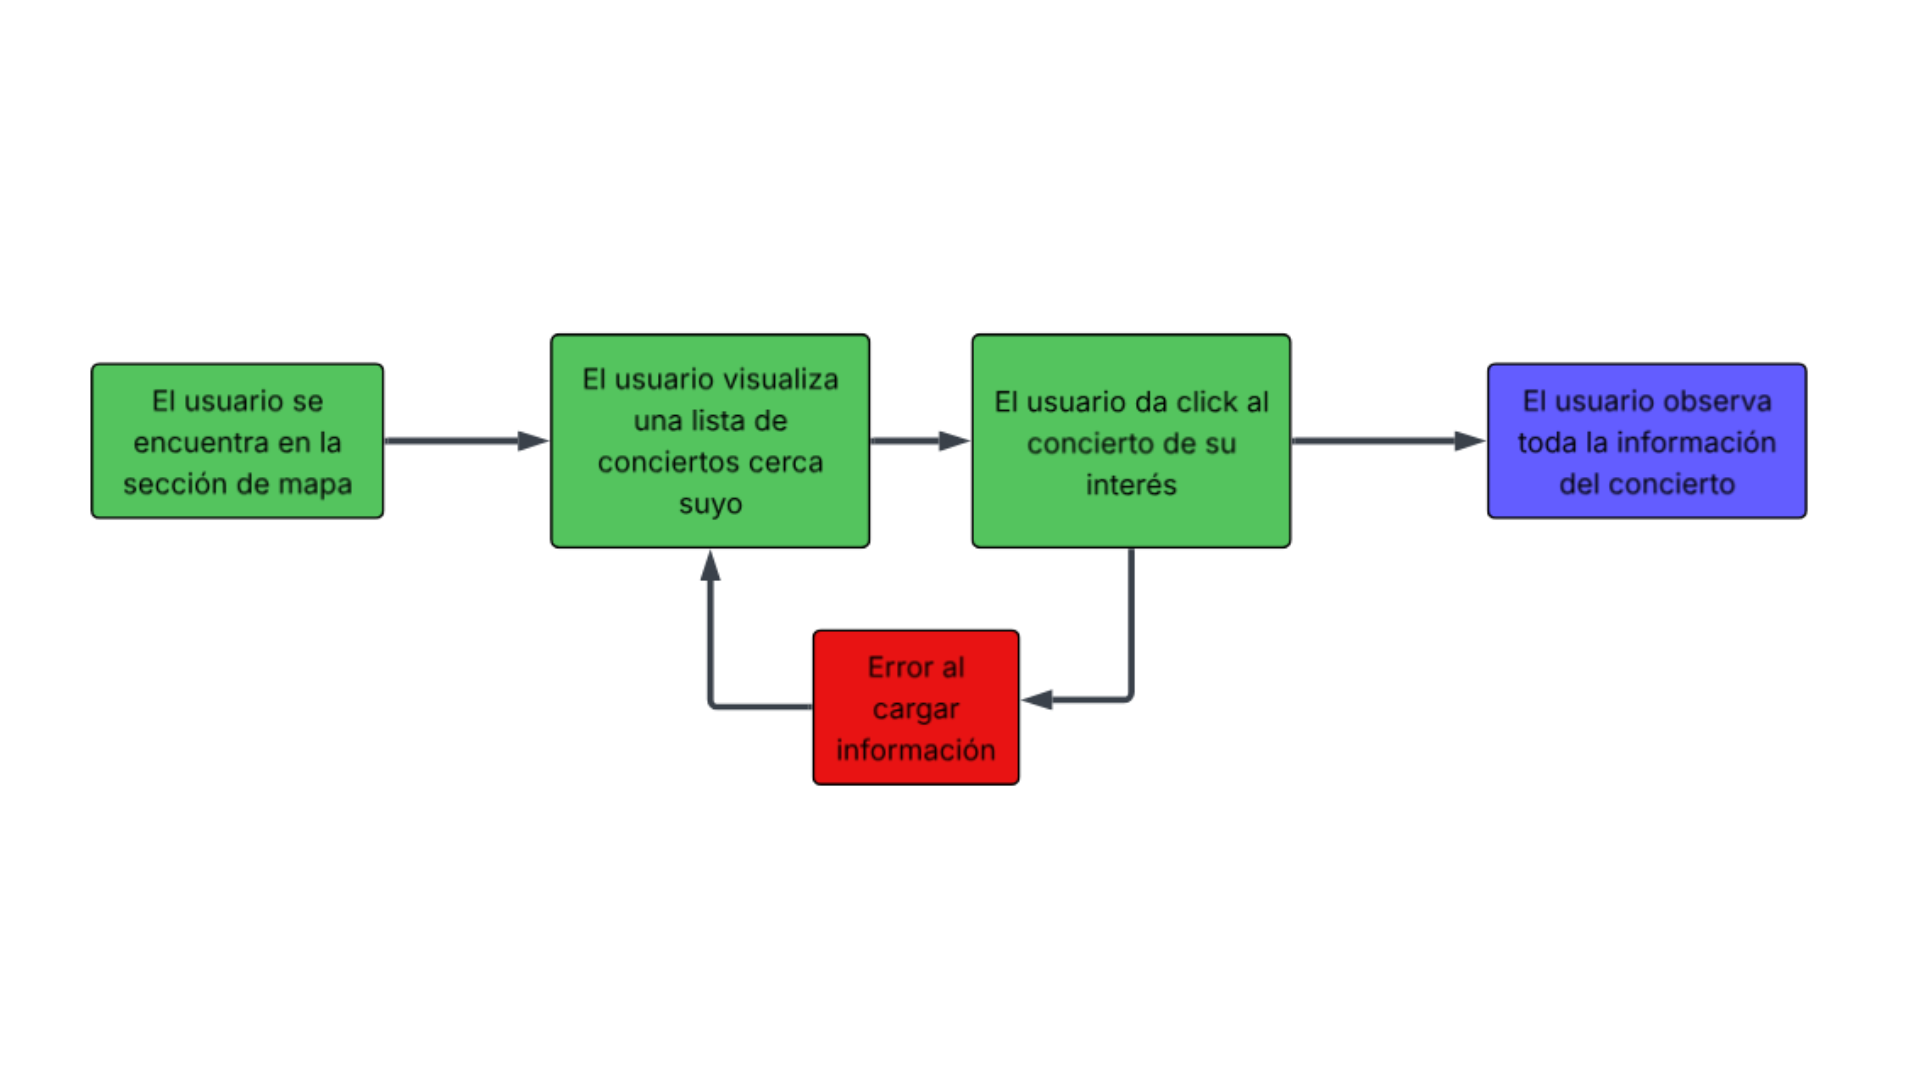 El usuario se
encuentra en la
sección de mapa
El usuario visualiza
una lista de
conciertos cerca
suyo
El usuario da click al
concierto de su
interés
El usuario observa
toda la información
del concierto
Error al
cargar
información